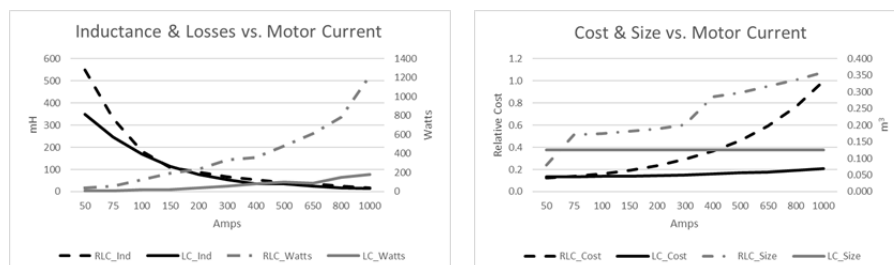 Inductance & Losses vs. Motor Current
600
500
400
300
200
100
0
mH
1400
1200
1000
800
600
400
200
0
Watts
50 75 100 150 200 300 400 500 650 800 1000
Amps
RLC_Ind LC_Ind RLC_Watts LC_Watts
Cost & Size vs. Motor Current
1.2
1.0
0.8
0.6
0.4
0.2
0.0
Relative Cost
0.400
0.350
0.300
0.250
0.200
0.150
0.100
0.050
0.000
m³
50 75 100 150 200 300 400 500 650 800 1000
Amps
RLC_Cost LC_Cost RLC_Size LC_Size